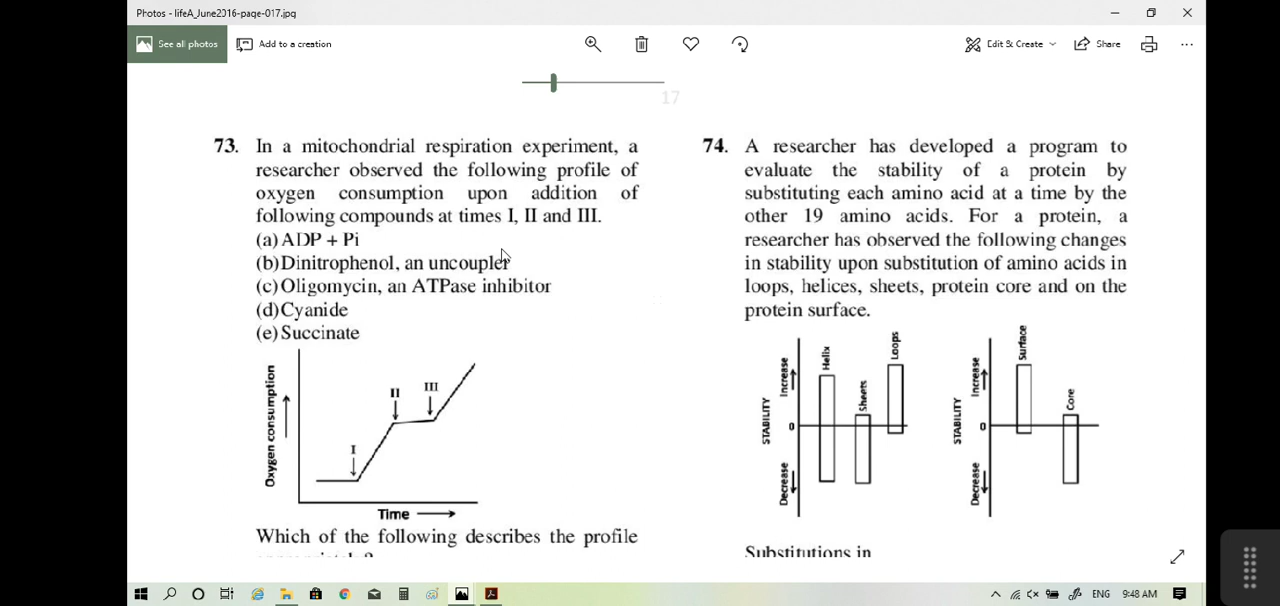 Photos - lifeA_June2016-page-017.jpg
See all photos
Add to a creation
Edit & Create
Share
17
73. In a mitochondrial respiration experiment, a
researcher observed the following profile of
oxygen consumption upon addition of
following compounds at times I, II and III.
(a) ADP + Pi
(b) Dinitrophenol, an uncoupler
(c) Oligomycin, an ATPase inhibitor
(d) Cyanide
(e) Succinate
Oxygen consumption
I
II
III
Time
Which of the following describes the profile
74. A researcher has developed a program to
evaluate the stability of a protein by
substituting each amino acid at a time by the
other 19 amino acids. For a protein, a
researcher has observed the following changes
in stability upon substitution of amino acids in
loops, helices, sheets, protein core and on the
protein surface.
STABILITY
Increase
0
Decrease
Helix
Sheets
Loops
STABILITY
Increase
0
Decrease
Surface
Core
Substitutions in
ENG
9:48 AM